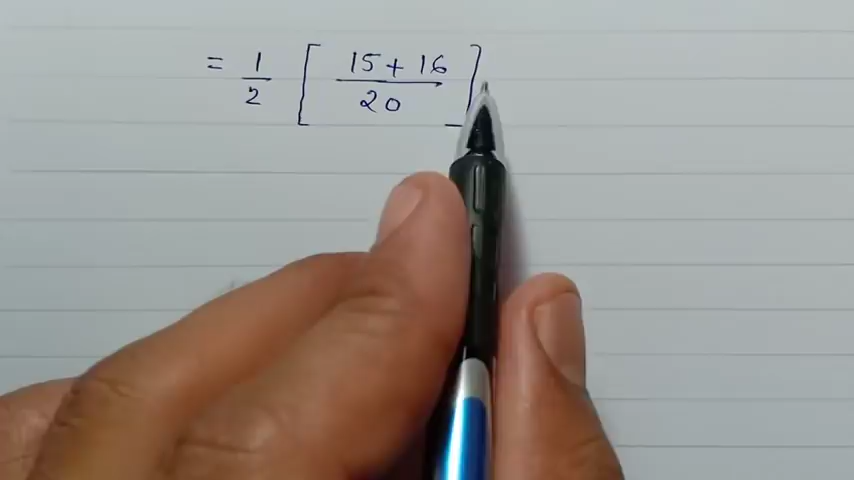 = 1/2 [ (15+16)/20 ]